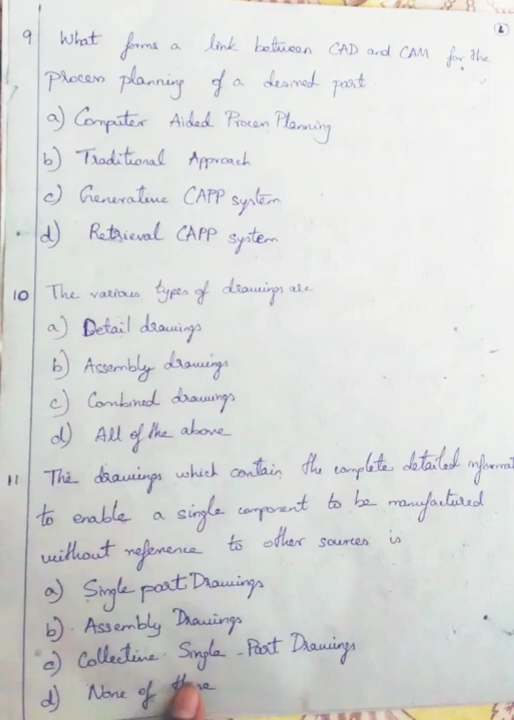 2
9 What forms a link between CAD and CAM for the
process planning of a desired part
a) Computer Aided Process Planning
b) Traditional Approach
c) Generative CAPP system
d) Retrieval CAPP system
10 The various types of drawings are
a) Detail drawings
b) Assembly drawings
c) Combined drawings
d) All of the above
11 The drawings which contain the complete detailed informat
to enable a single component to be manufactured
without reference to other sources is
a) Single part Drawings
b) Assembly Drawings
c) Collective Single-Part Drawings
d) None of these